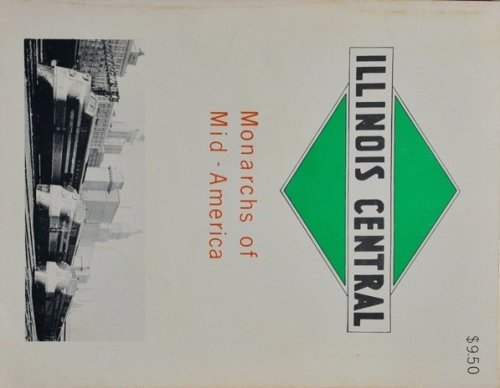 $9.50
ILLINOIS CENTRAL
Monarchs of
Mid-America